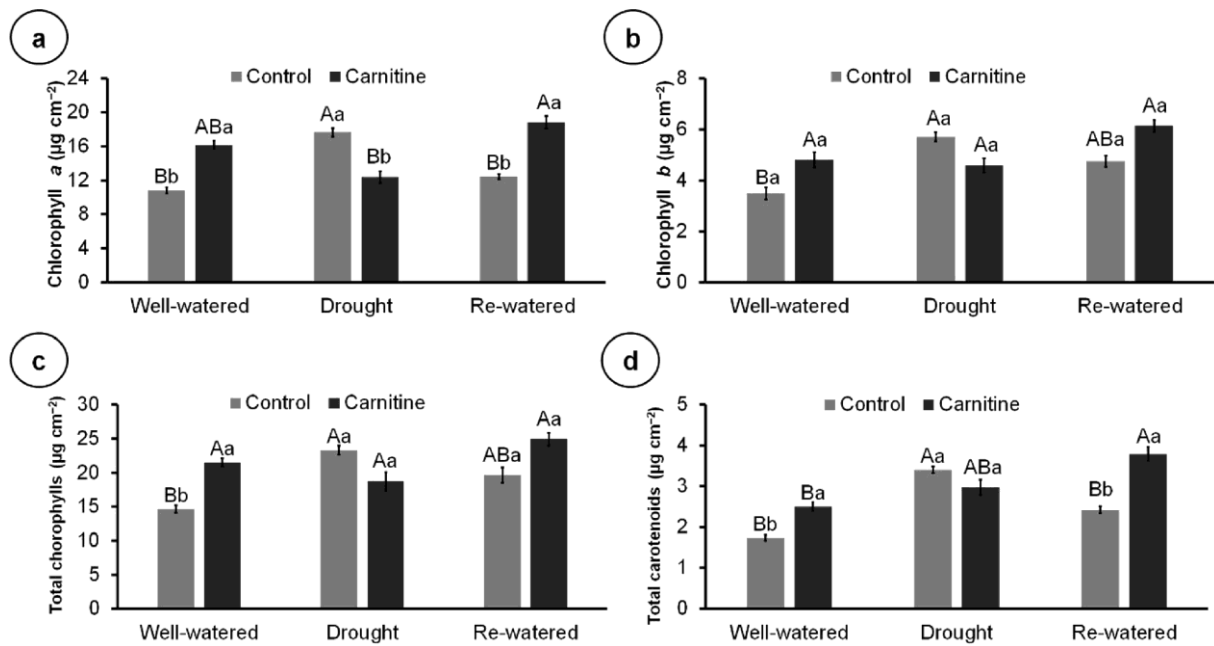 a
Control Carnitine
Chlorophyll a (µg cm⁻²)
24
20
16
12
8
4
0
Bb
ABa
Aa
Bb
Bb
Aa
Well-watered Drought Re-watered
b
Control Carnitine
Chlorophyll b (µg cm⁻²)
8
6
4
2
0
Ba
Aa
Aa
Aa
ABa
Aa
Well-watered Drought Re-watered
c
Control Carnitine
Total chorophylls (µg cm⁻²)
30
25
20
15
10
5
0
Bb
Aa
Aa
Aa
ABa
Aa
Well-watered Drought Re-watered
d
Control Carnitine
Total carotenoids (µg cm⁻²)
5
4
3
2
1
0
Bb
Ba
Aa
ABa
Bb
Aa
Well-watered Drought Re-watered